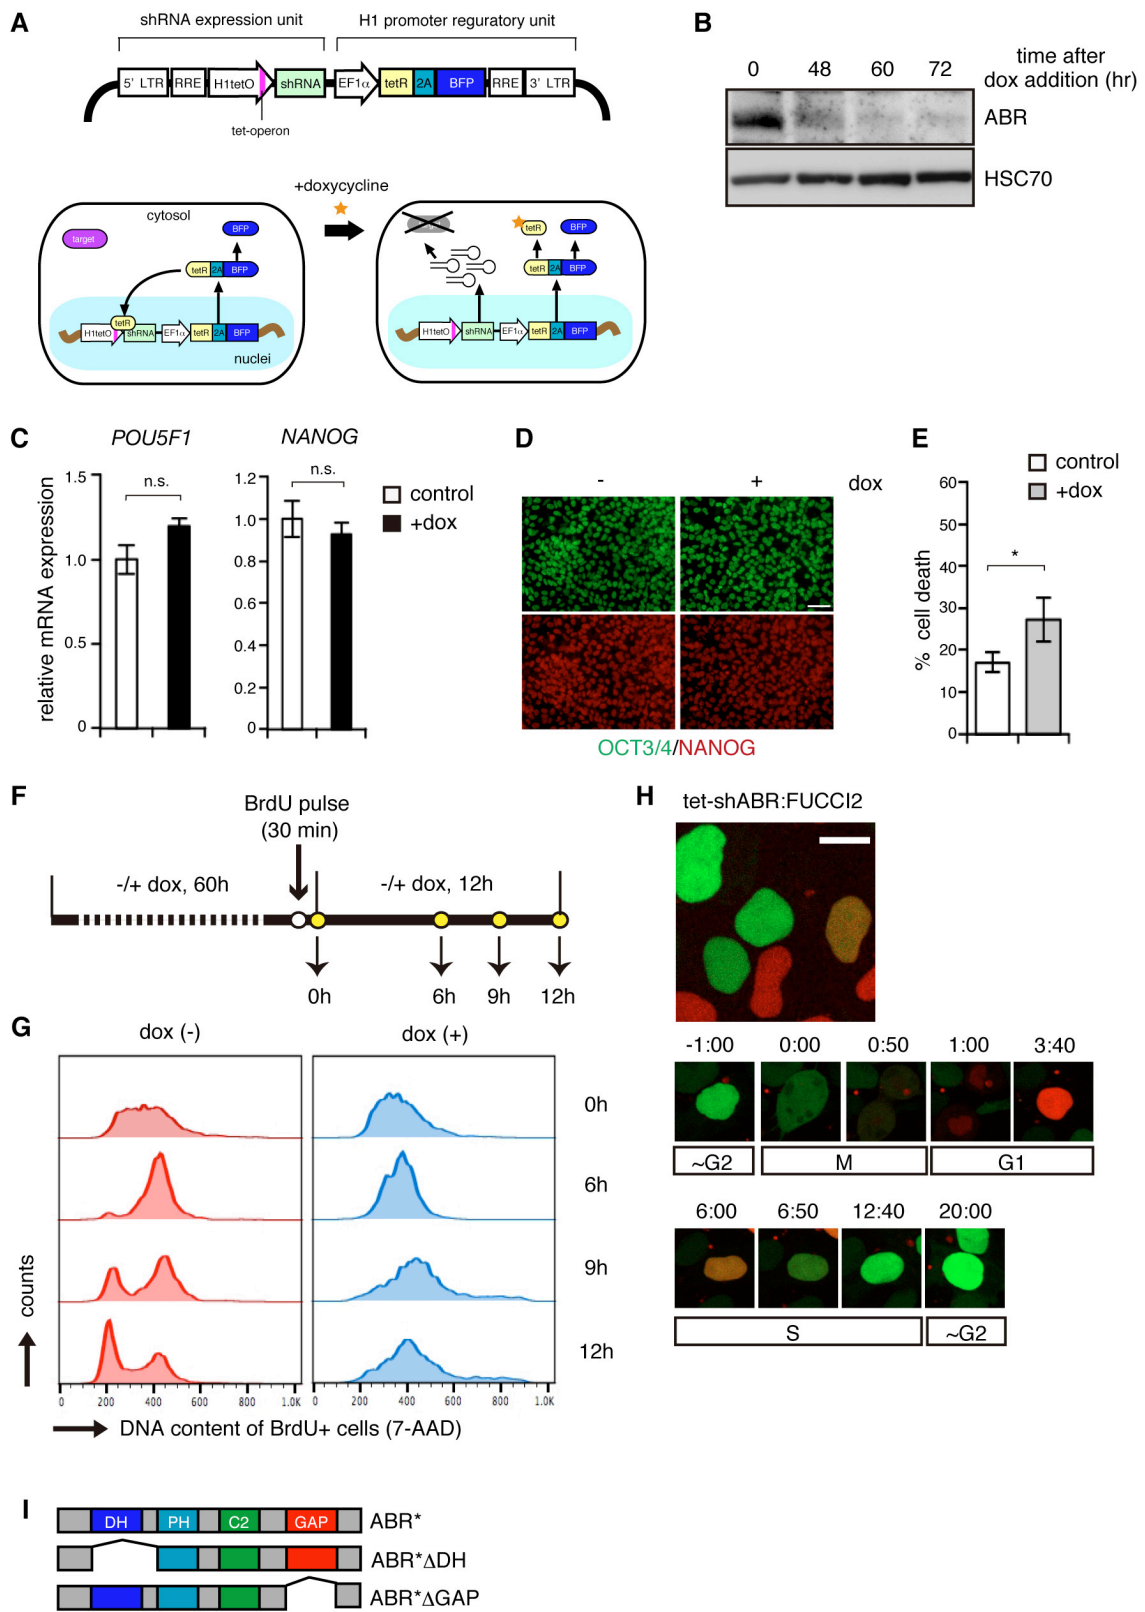 A
shRNA expression unit
H1 promoter reguratory unit
5' LTR
RRE
H1tetO
shRNA
EF1α
tetR
2A
BFP
RRE
3' LTR
tet-operon
+doxycycline
cytosol
target
BFP
tetR
2A
BFP
tetR
H1tetO
shRNA
EF1α
tetR
2A
BFP
nuclei
tetR
BFP
tetR
2A
BFP
H1tetO
shRNA
EF1α
tetR
2A
BFP
B
time after
dox addition (hr)
0 48 60 72
ABR
HSC70
C
POU5F1
NANOG
relative mRNA expression
1.5
1.0
0.5
0
n.s.
1.2
1.0
0.8
0.6
0.4
0.2
0
n.s.
control
+dox
D
- + dox
OCT3/4/NANOG
E
control
+dox
% cell death
60
50
40
30
20
10
0
*
F
BrdU pulse
(30 min)
-/+ dox, 60h
-/+ dox, 12h
0h 6h 9h 12h
G
dox (-)
dox (+)
0h
6h
9h
12h
counts
0 200 400 600 800 1.0K
0 200 400 600 800 1.0K
DNA content of BrdU+ cells (7-AAD)
H
tet-shABR:FUCCI2
-1:00 0:00 0:50 1:00 3:40
~G2 M G1
6:00 6:50 12:40 20:00
S ~G2
I
DH PH C2 GAP ABR*
ABR*ΔDH
ABR*ΔGAP